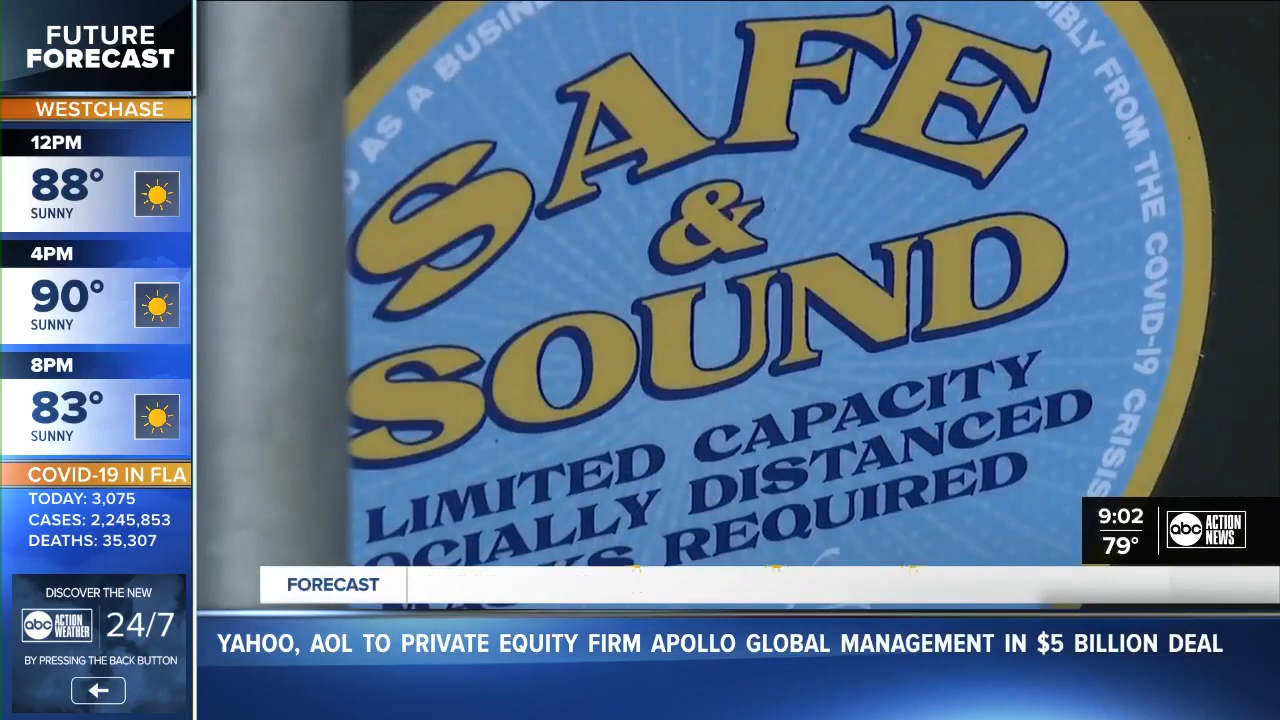 FUTURE
FORECAST
WESTCHASE
12PM
88°
SUNNY
4PM
90°
SUNNY
8PM
83°
SUNNY
COVID-19 IN FLA
TODAY: 3,075
CASES: 2,245,853
DEATHS: 35,307
DISCOVER THE NEW
abc ACTION WEATHER 24/7
BY PRESSING THE BACK BUTTON
AS A BUSINE
SIBLY FROM THE COVID-19 CRISIS
SAFE
&
SOUND
LIMITED CAPACITY
OCIALLY DISTANCED
REQUIRED
9:02
79°
abc ACTION NEWS
FORECAST
YAHOO, AOL TO PRIVATE EQUITY FIRM APOLLO GLOBAL MANAGEMENT IN $5 BILLION DEAL